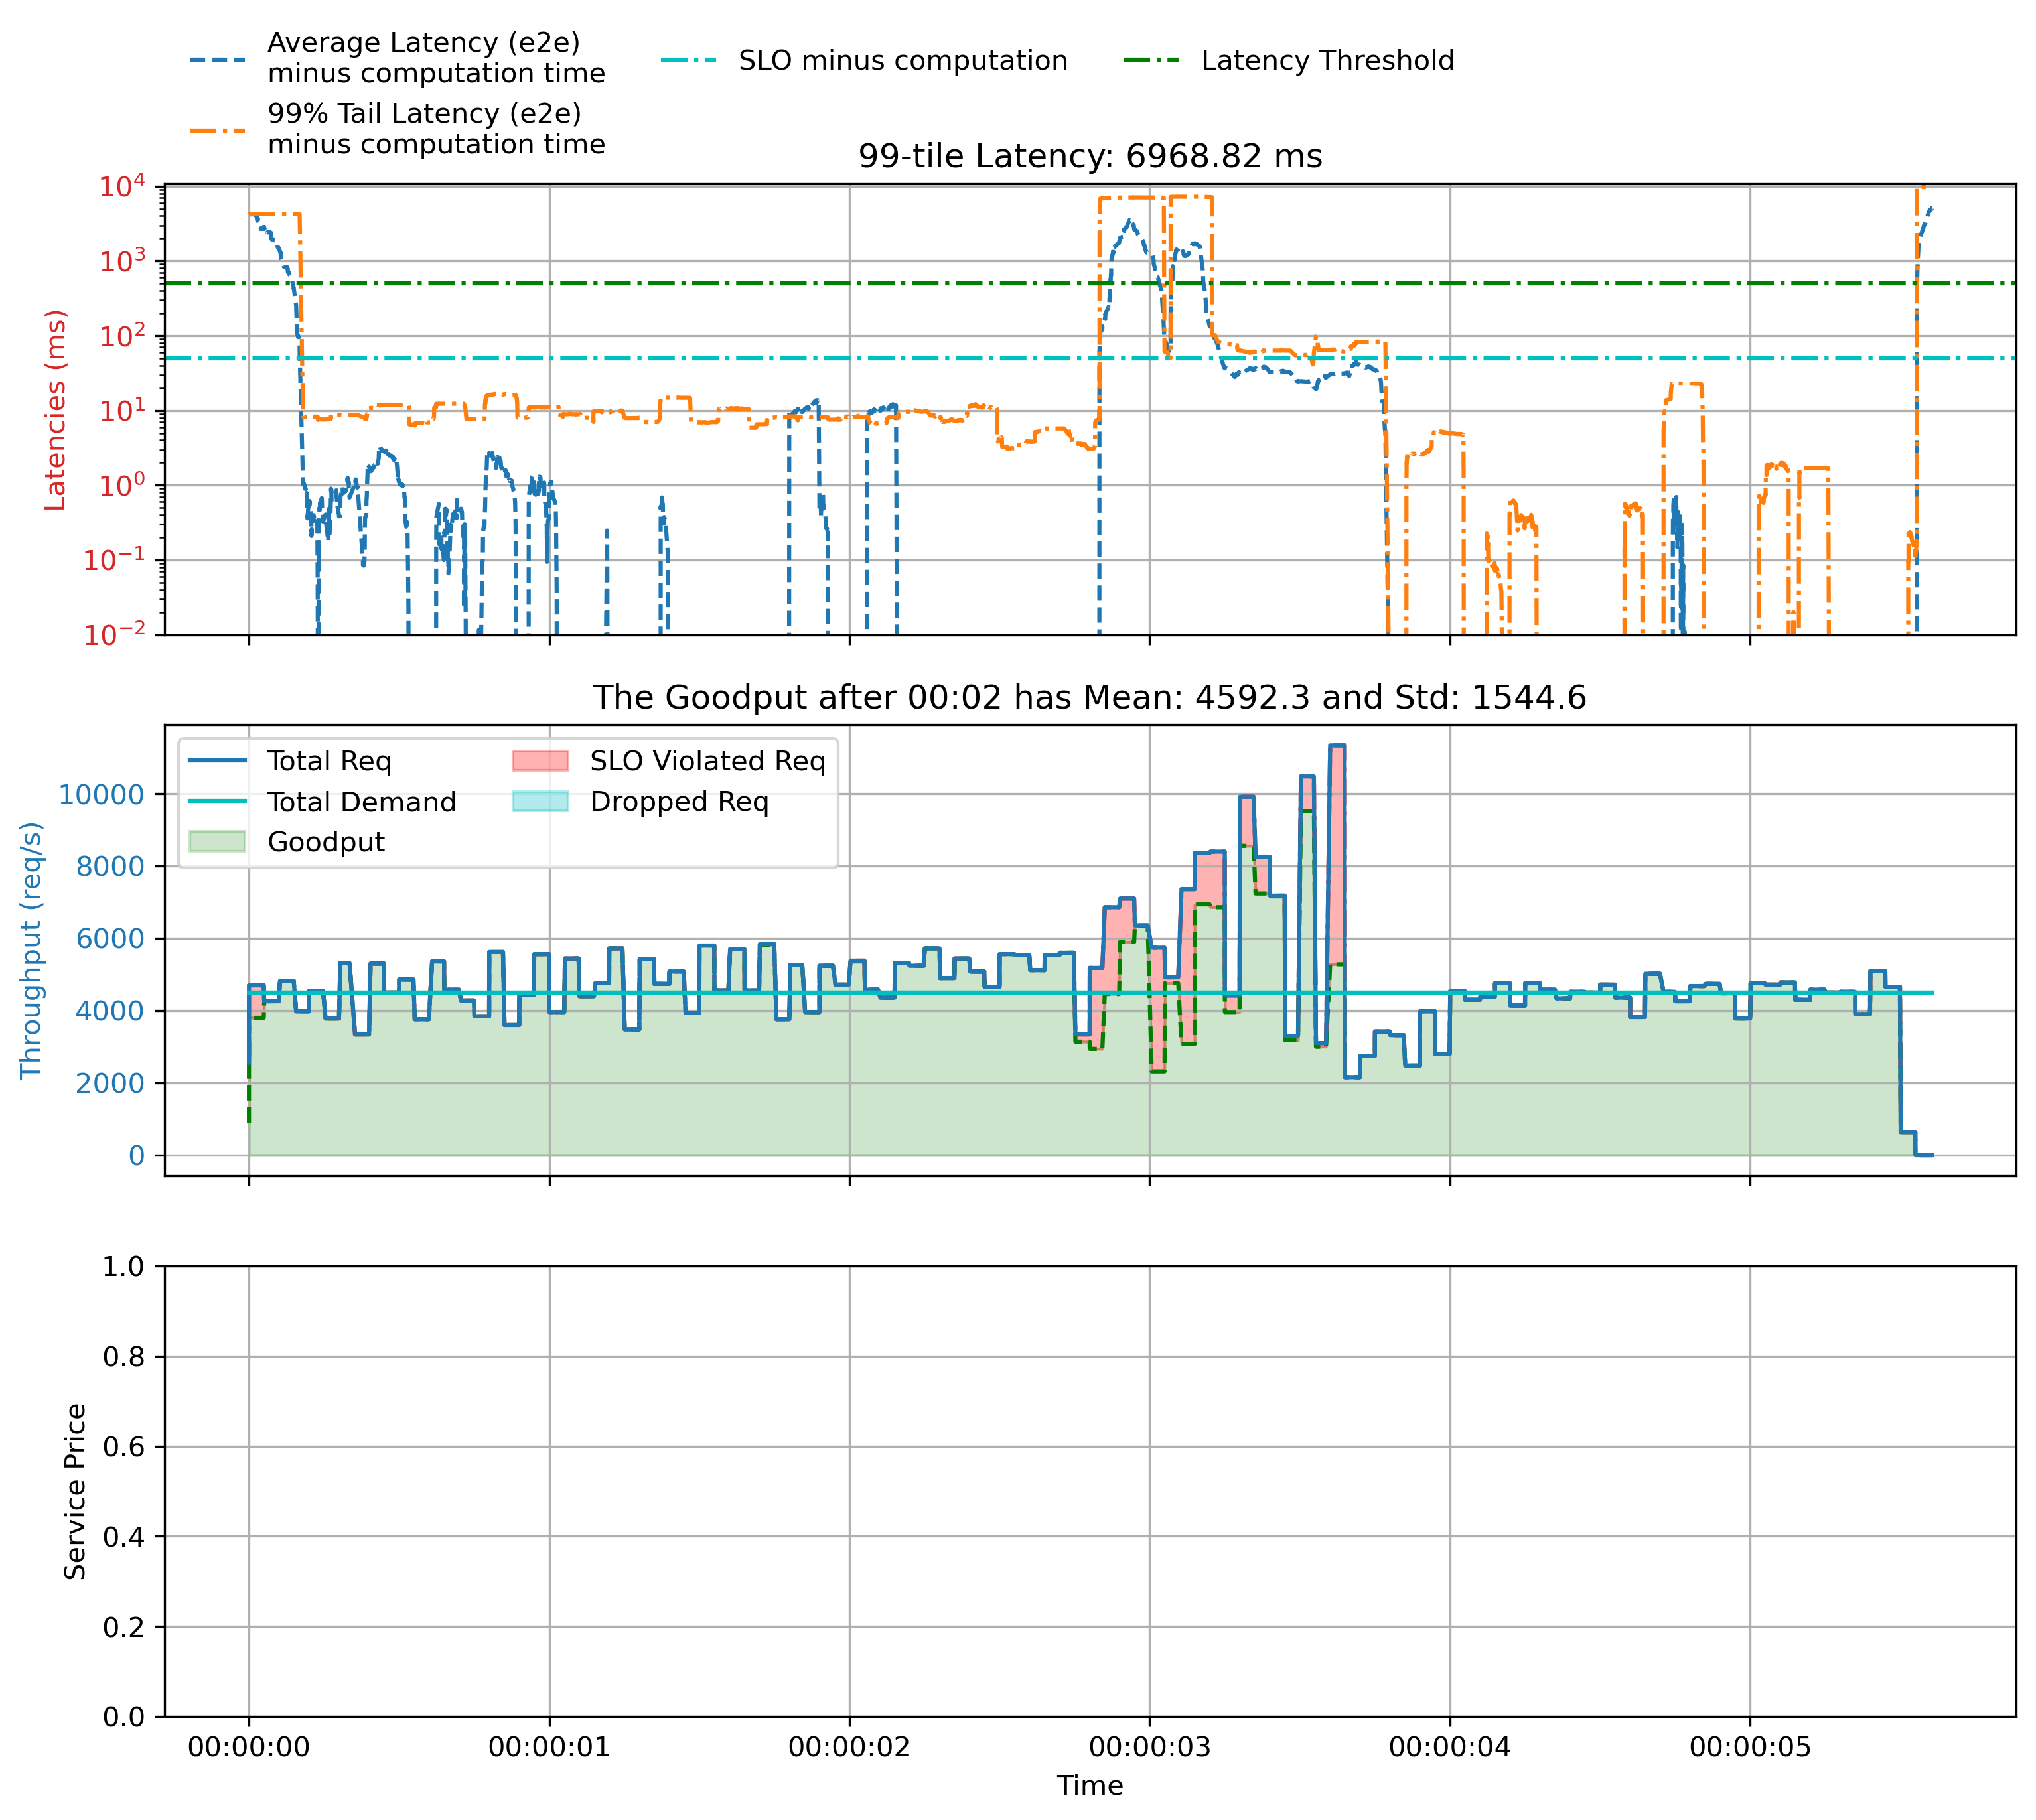 Average Latency (e2e)
minus computation time
99% Tail Latency (e2e)
minus computation time
SLO minus computation
Latency Threshold
99-tile Latency: 6968.82 ms
Latencies (ms)
10⁴
10³
10²
10¹
10⁰
10⁻¹
10⁻²
The Goodput after 00:02 has Mean: 4592.3 and Std: 1544.6
Total Req
Total Demand
Goodput
SLO Violated Req
Dropped Req
Throughput (req/s)
10000
8000
6000
4000
2000
0
Service Price
1.0
0.8
0.6
0.4
0.2
0.0
00:00:00 00:00:01 00:00:02 00:00:03 00:00:04 00:00:05
Time